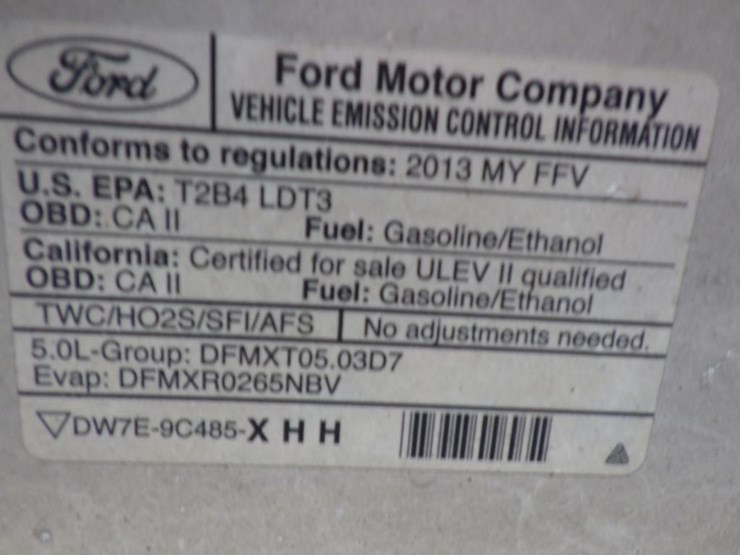 Ford
Ford Motor Company
VEHICLE EMISSION CONTROL INFORMATION
Conforms to regulations: 2013 MY FFV
U.S. EPA: T2B4 LDT3
OBD: CA II Fuel: Gasoline/Ethanol
California: Certified for sale ULEV II qualified
OBD: CA II Fuel: Gasoline/Ethanol
TWC/HO2S/SFI/AFS No adjustments needed.
5.0L-Group: DFMXT05.03D7
Evap: DFMXR0265NBV
DW7E-9C485-X H H